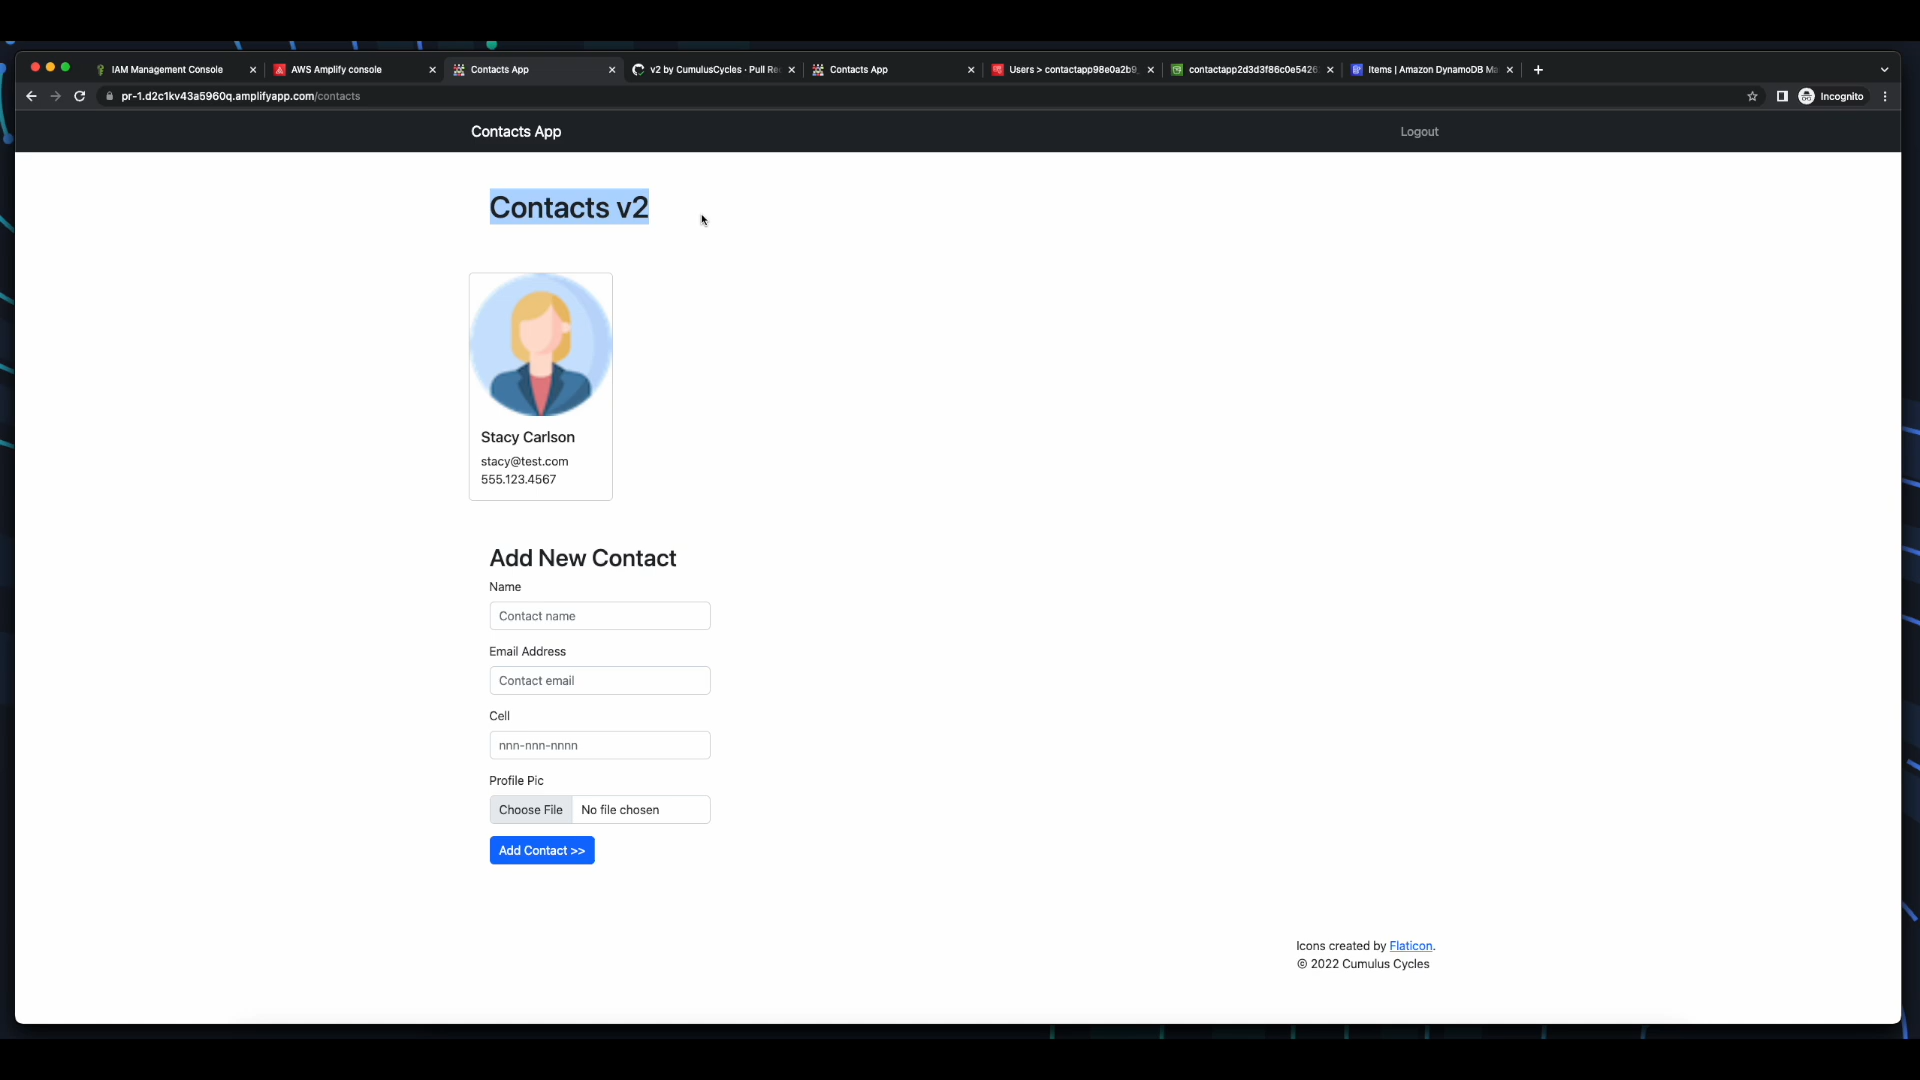 IAM Management Console
AWS Amplify console
Contacts App
v2 by CumulusCycles · Pull Re
Contacts App
Users > contactapp98e0a2b9
contactapp2d3d3f86c0e5426
Items | Amazon DynamoDB Ma
pr-1.d2c1kv43a5960q.amplifyapp.com/contacts
Incognito
Contacts App
Logout
Contacts v2
Stacy Carlson
stacy@test.com
555.123.4567
Add New Contact
Name
Contact name
Email Address
Contact email
Cell
nnn-nnn-nnnn
Profile Pic
Choose File No file chosen
Add Contact >>
Icons created by Flaticon.
© 2022 Cumulus Cycles